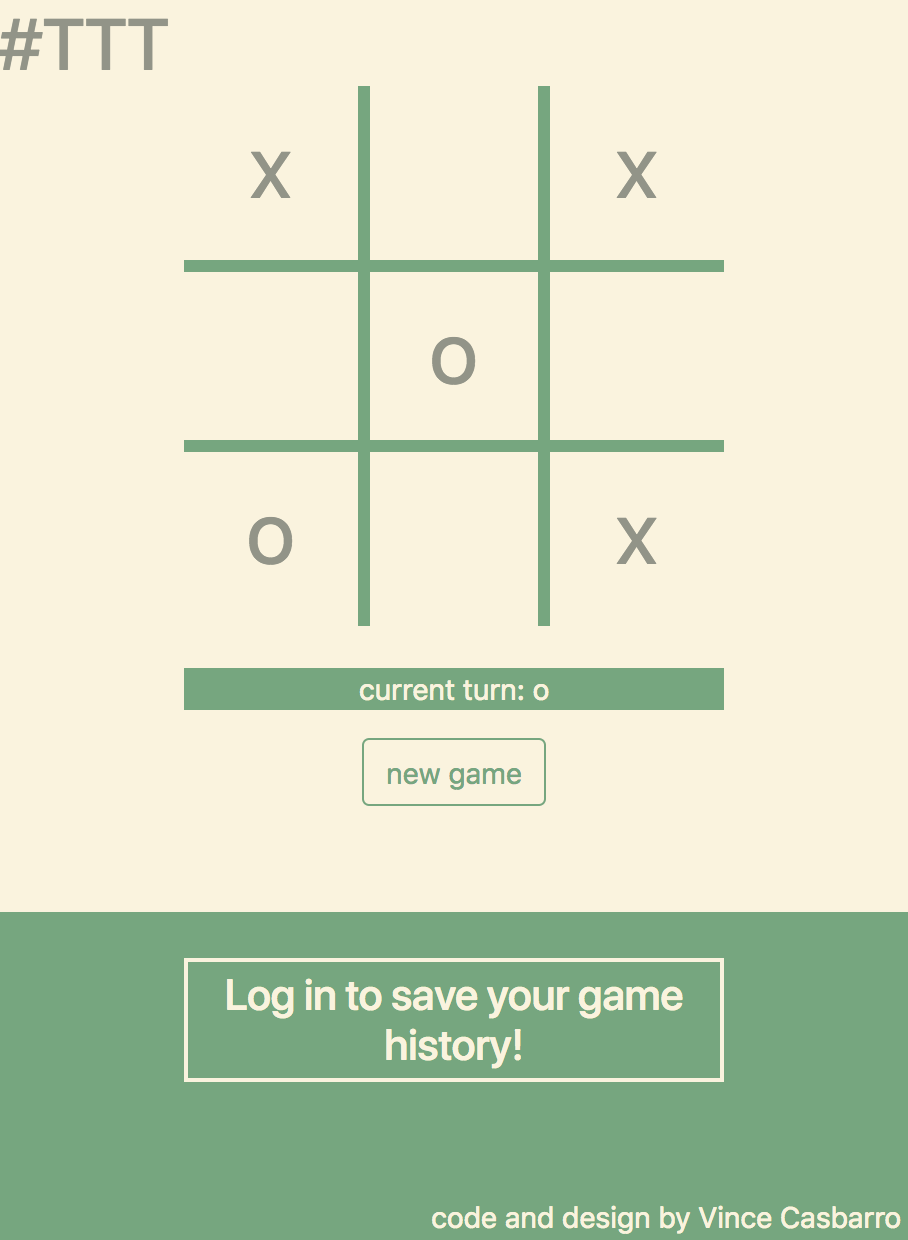 #TTT
X X
O
O X
current turn: o
new game
Log in to save your game
history!
code and design by Vince Casbarro